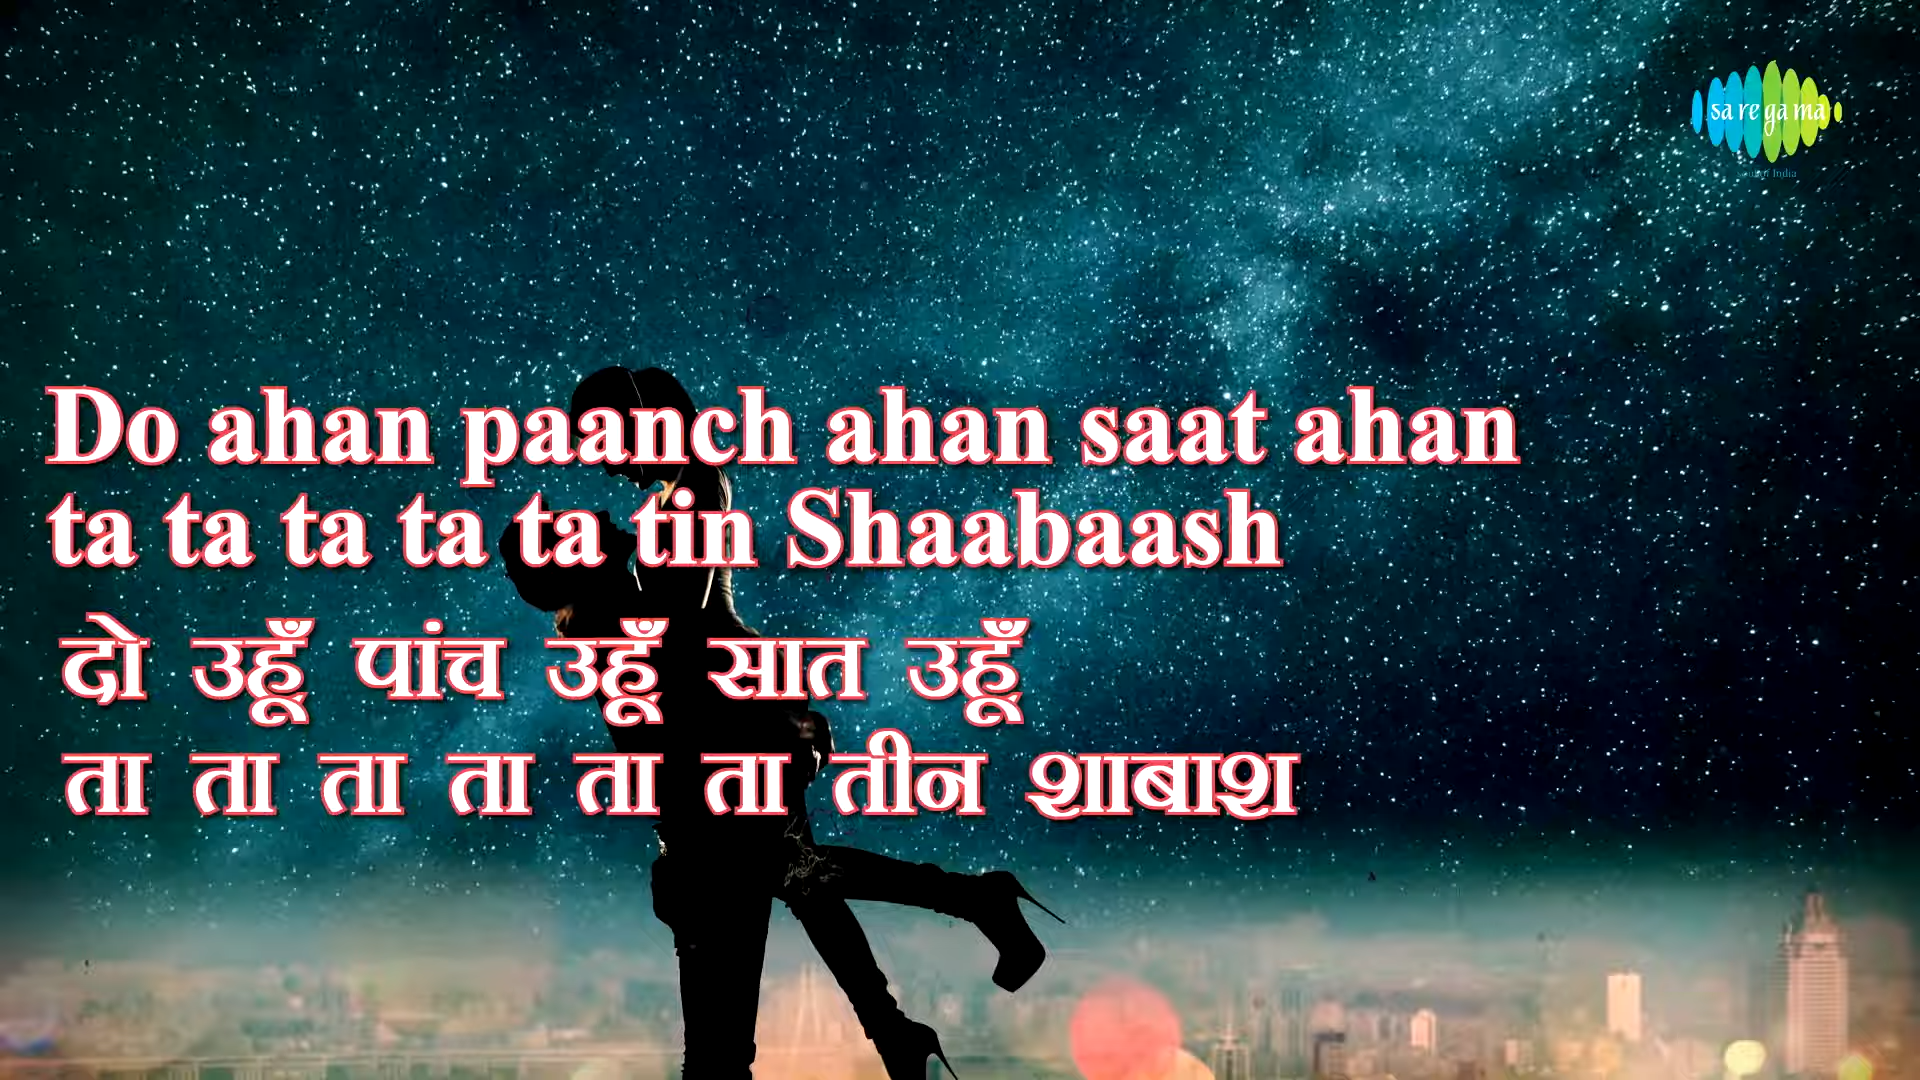 sa re ga ma
Do ahan paanch ahan saat ahan
ta ta ta ta ta tin Shaabaash
दो उहूँ पांच उहूँ सात उहूँ
ता ता ता ता ता ता तीन शाबाश